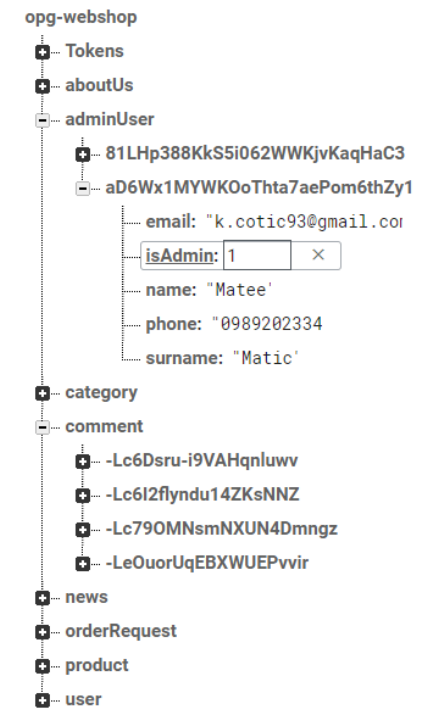 opg-webshop
Tokens
aboutUs
adminUser
81LHp388KkS5i062WWKjvKaqHaC3
aD6Wx1MYWKOoThta7aePom6thZy1
email: "k.cotic93@gmail.com
isAdmin: 1 ×
name: "Matee'
phone: "0989202334
surname: "Matic'
category
comment
-Lc6Dsru-i9VAHqnluwv
-Lc6I2flyndu14ZKsNNZ
-Lc79OMNsmNXUN4Dmngz
-LeOuorUqEBXWUEPvvir
news
orderRequest
product
user